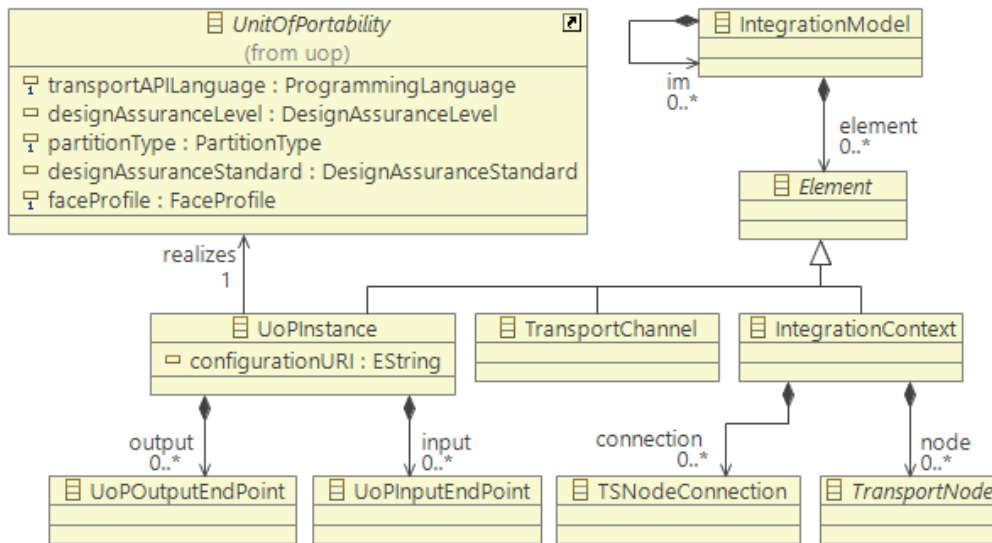 UnitOfPortability
(from uop)
transportAPILanguage : ProgrammingLanguage
designAssuranceLevel : DesignAssuranceLevel
partitionType : PartitionType
designAssuranceStandard : DesignAssuranceStandard
faceProfile : FaceProfile
IntegrationModel
im
0..*
element
0..*
Element
realizes
1
UoPInstance
configurationURI : EString
TransportChannel
IntegrationContext
output
0..*
input
0..*
connection
0..*
node
0..*
UoPOutputEndPoint
UoPInputEndPoint
TSNodeConnection
TransportNode